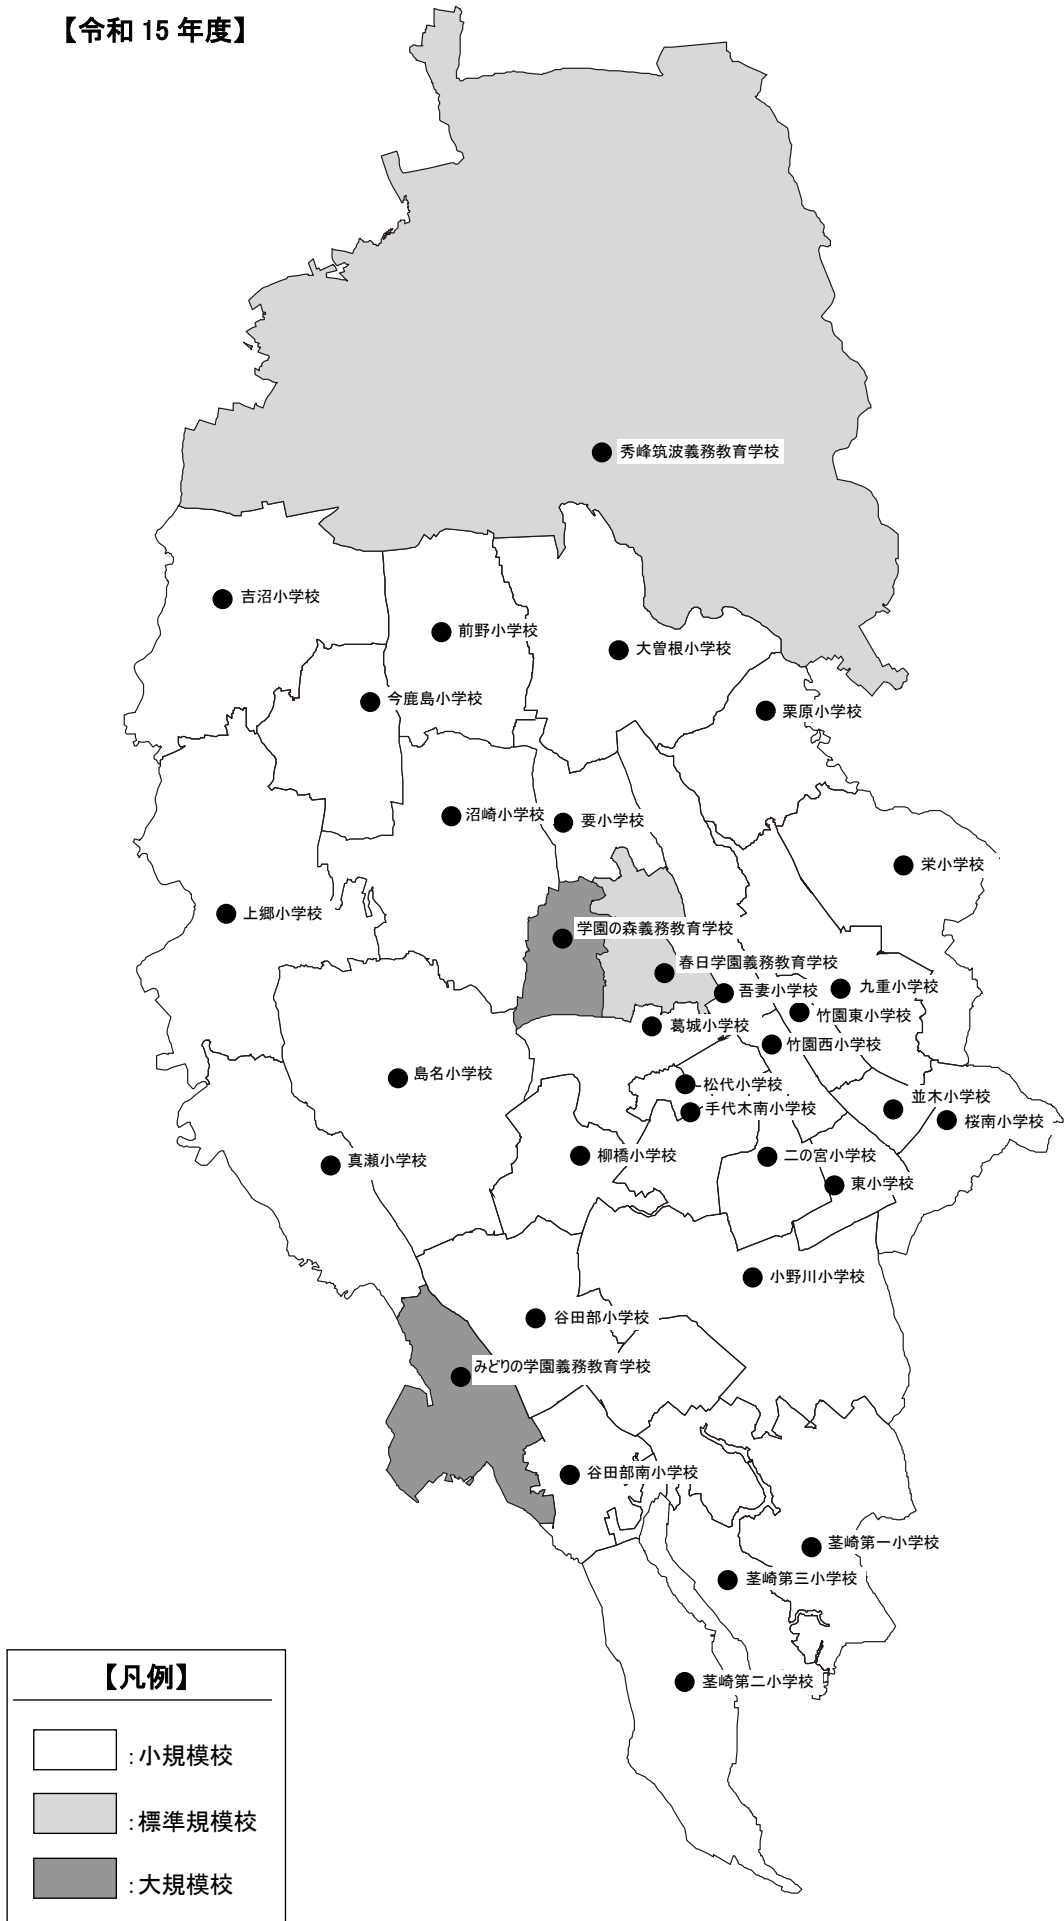 【令和 15 年度】
秀峰筑波義務教育学校
吉沼小学校
前野小学校
大曽根小学校
今鹿島小学校
栗原小学校
沼崎小学校
要小学校
栄小学校
上郷小学校
学園の森義務教育学校
春日学園義務教育学校
吾妻小学校
九重小学校
竹園東小学校
葛城小学校
竹園西小学校
島名小学校
松代小学校
手代木南小学校
並木小学校
桜南小学校
真瀬小学校
柳橋小学校
二の宮小学校
東小学校
小野川小学校
谷田部小学校
みどりの学園義務教育学校
谷田部南小学校
茎崎第一小学校
茎崎第三小学校
茎崎第二小学校
【凡例】
：小規模校
：標準規模校
：大規模校